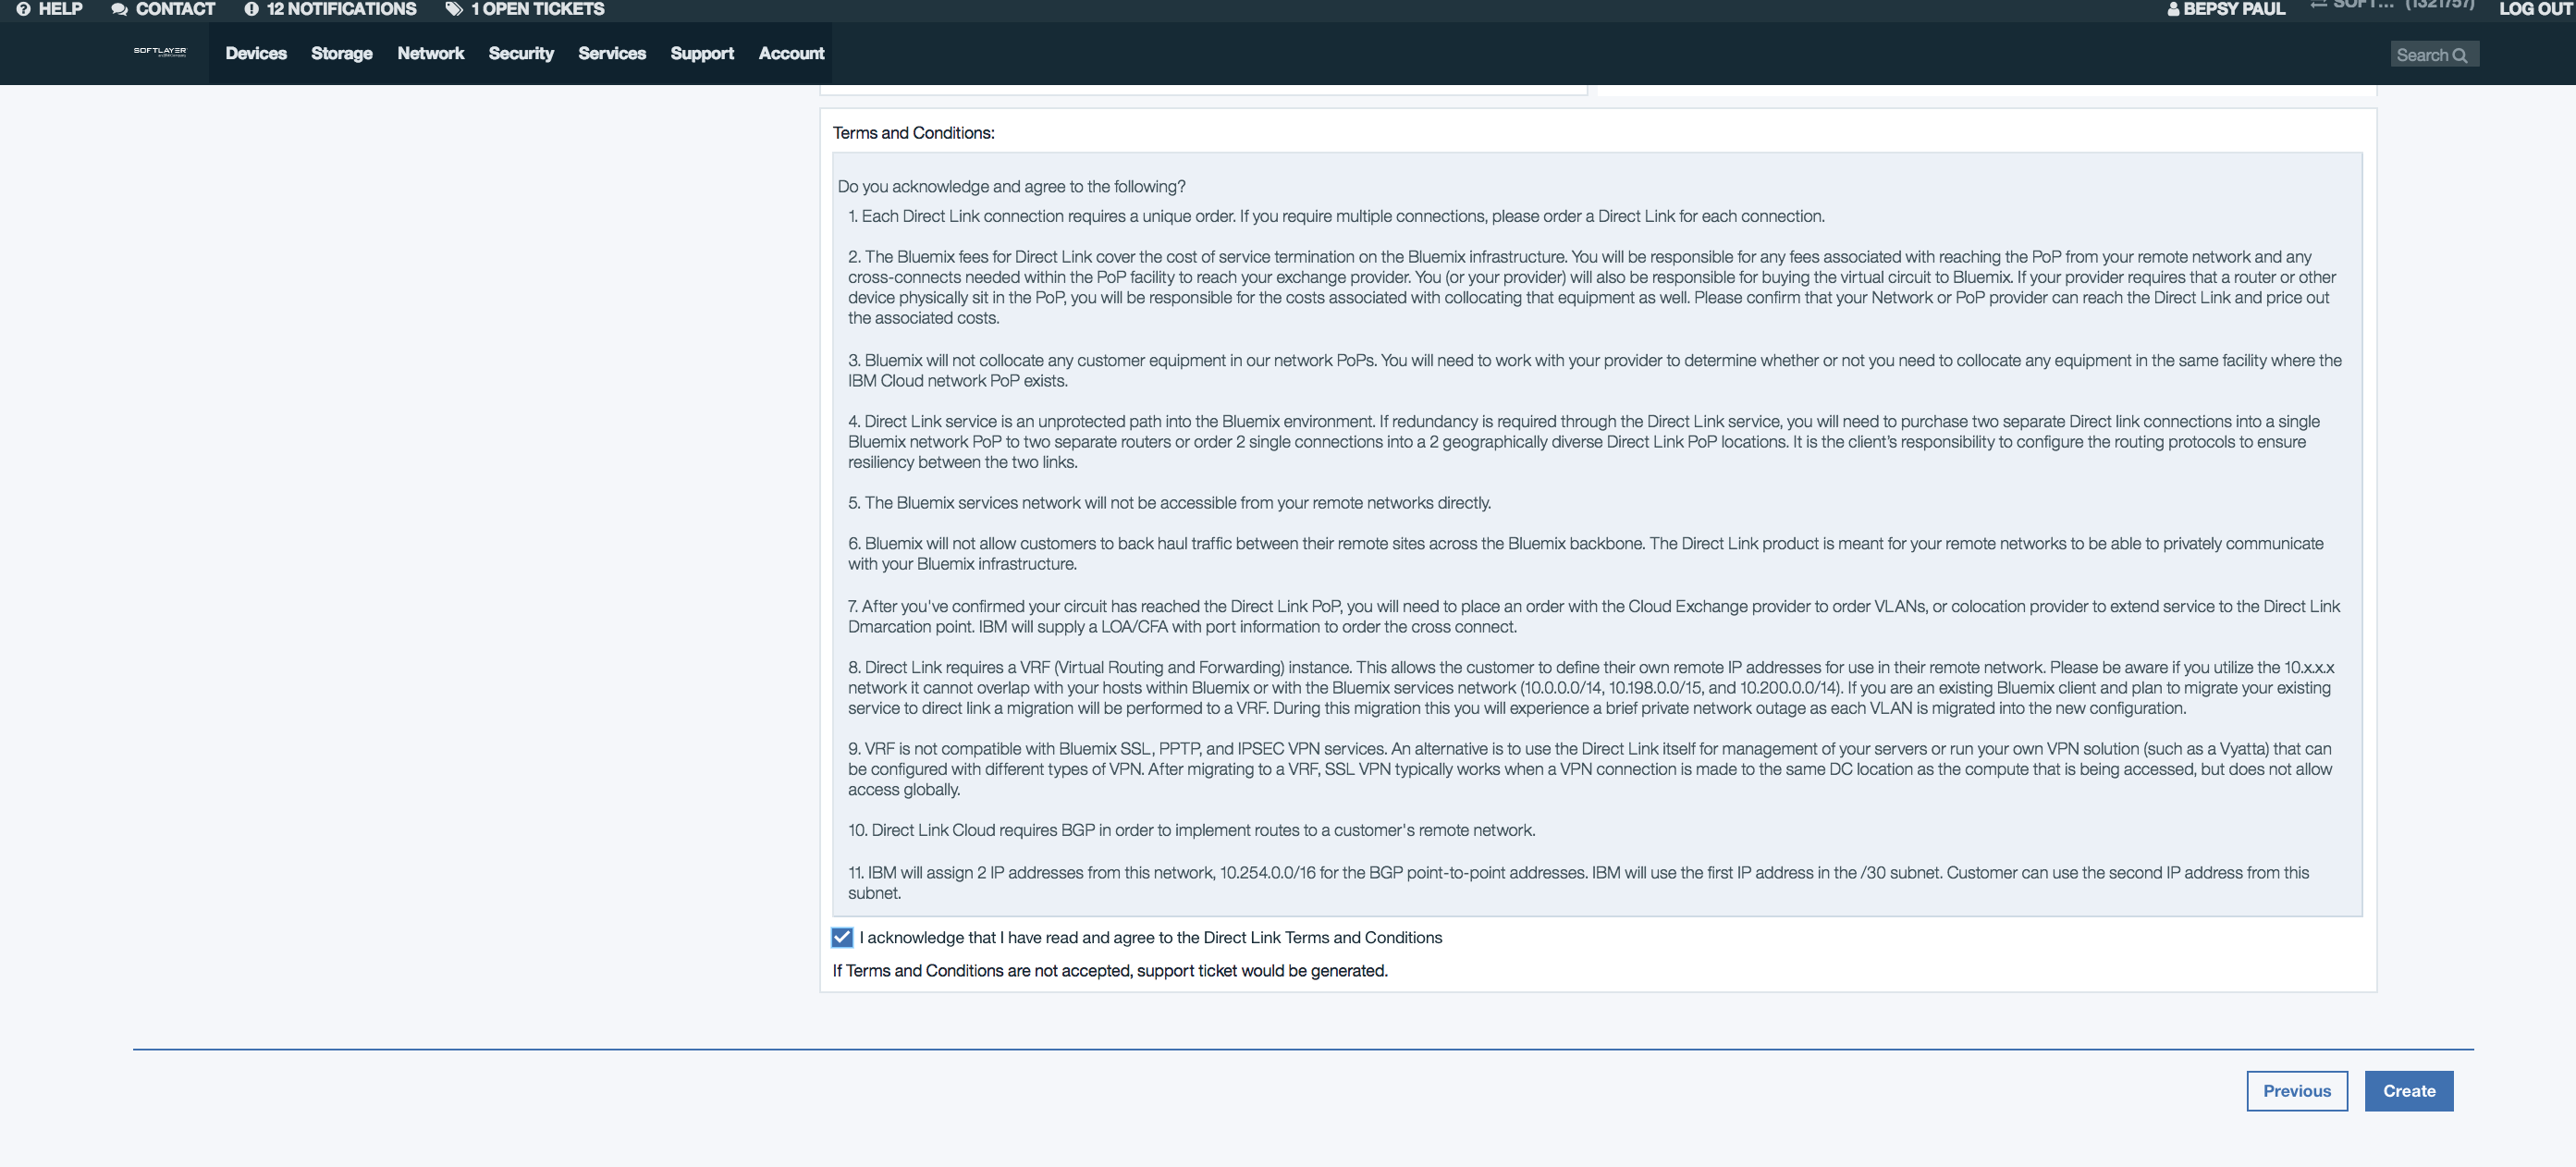 HELP CONTACT 12 NOTIFICATIONS 1 OPEN TICKETS BEPSY PAUL SOFT... (1321757) LOG OUT
SOFTLAYER Devices Storage Network Security Services Support Account Search
Terms and Conditions:
Do you acknowledge and agree to the following?
1. Each Direct Link connection requires a unique order. If you require multiple connections, please order a Direct Link for each connection.
2. The Bluemix fees for Direct Link cover the cost of service termination on the Bluemix infrastructure. You will be responsible for any fees associated with reaching the PoP from your remote network and any
cross-connects needed within the PoP facility to reach your exchange provider. You (or your provider) will also be responsible for buying the virtual circuit to Bluemix. If your provider requires that a router or other
device physically sit in the PoP, you will be responsible for the costs associated with collocating that equipment as well. Please confirm that your Network or PoP provider can reach the Direct Link and price out
the associated costs.
3. Bluemix will not collocate any customer equipment in our network PoPs. You will need to work with your provider to determine whether or not you need to collocate any equipment in the same facility where the
IBM Cloud network PoP exists.
4. Direct Link service is an unprotected path into the Bluemix environment. If redundancy is required through the Direct Link service, you will need to purchase two separate Direct link connections into a single
Bluemix network PoP to two separate routers or order 2 single connections into a 2 geographically diverse Direct Link PoP locations. It is the client's responsibility to configure the routing protocols to ensure
resiliency between the two links.
5. The Bluemix services network will not be accessible from your remote networks directly.
6. Bluemix will not allow customers to back haul traffic between their remote sites across the Bluemix backbone. The Direct Link product is meant for your remote networks to be able to privately communicate
with your Bluemix infrastructure.
7. After you've confirmed your circuit has reached the Direct Link PoP, you will need to place an order with the Cloud Exchange provider to order VLANs, or colocation provider to extend service to the Direct Link
Dmarcation point. IBM will supply a LOA/CFA with port information to order the cross connect.
8. Direct Link requires a VRF (Virtual Routing and Forwarding) instance. This allows the customer to define their own remote IP addresses for use in their remote network. Please be aware if you utilize the 10.x.x.x
network it cannot overlap with your hosts within Bluemix or with the Bluemix services network (10.0.0.0/14, 10.198.0.0/15, and 10.200.0.0/14). If you are an existing Bluemix client and plan to migrate your existing
service to direct link a migration will be performed to a VRF. During this migration this you will experience a brief private network outage as each VLAN is migrated into the new configuration.
9. VRF is not compatible with Bluemix SSL, PPTP, and IPSEC VPN services. An alternative is to use the Direct Link itself for management of your servers or run your own VPN solution (such as a Vyatta) that can
be configured with different types of VPN. After migrating to a VRF, SSL VPN typically works when a VPN connection is made to the same DC location as the compute that is being accessed, but does not allow
access globally.
10. Direct Link Cloud requires BGP in order to implement routes to a customer's remote network.
11. IBM will assign 2 IP addresses from this network, 10.254.0.0/16 for the BGP point-to-point addresses. IBM will use the first IP address in the /30 subnet. Customer can use the second IP address from this
subnet.
I acknowledge that I have read and agree to the Direct Link Terms and Conditions
If Terms and Conditions are not accepted, support ticket would be generated.
Previous Create